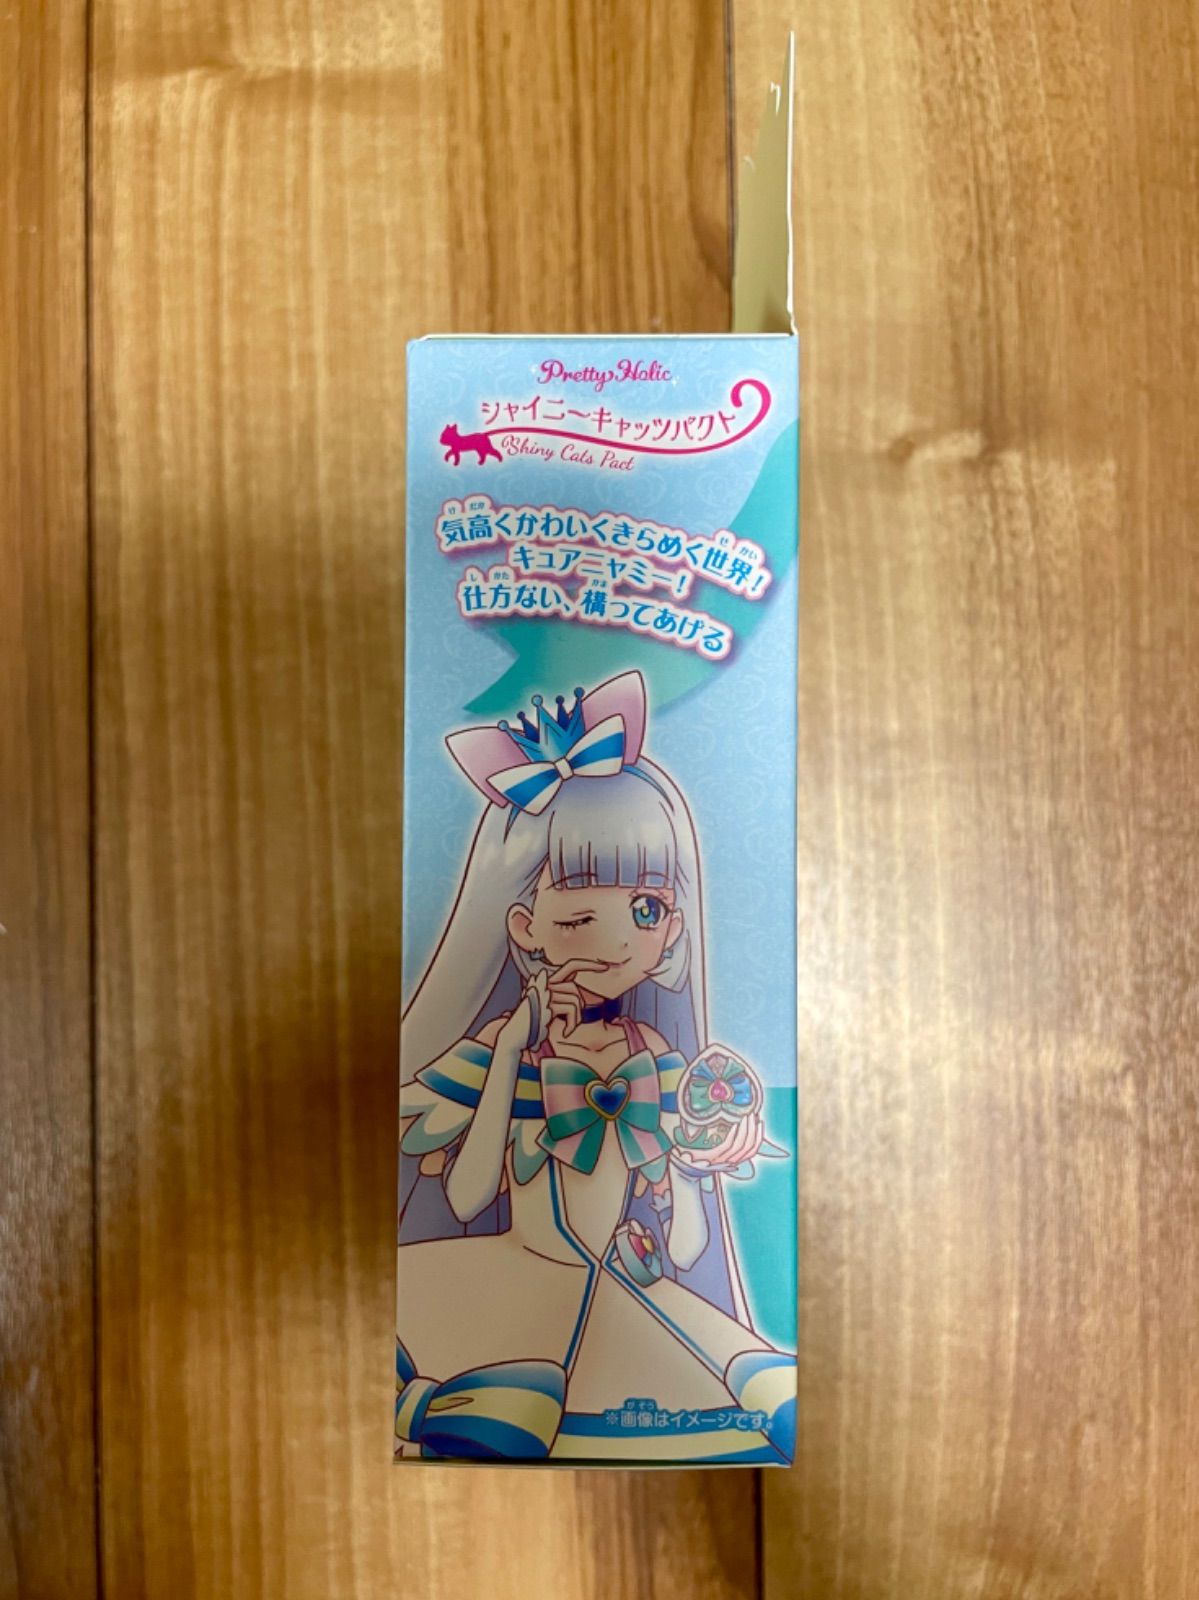 Pretty Holic
シャイニーキャッツパクト
Shiny Cats Pact
気高くかわいくきらめく世界！
キュアニャミー！
仕方ない、構ってあげる
※画像はイメージです。